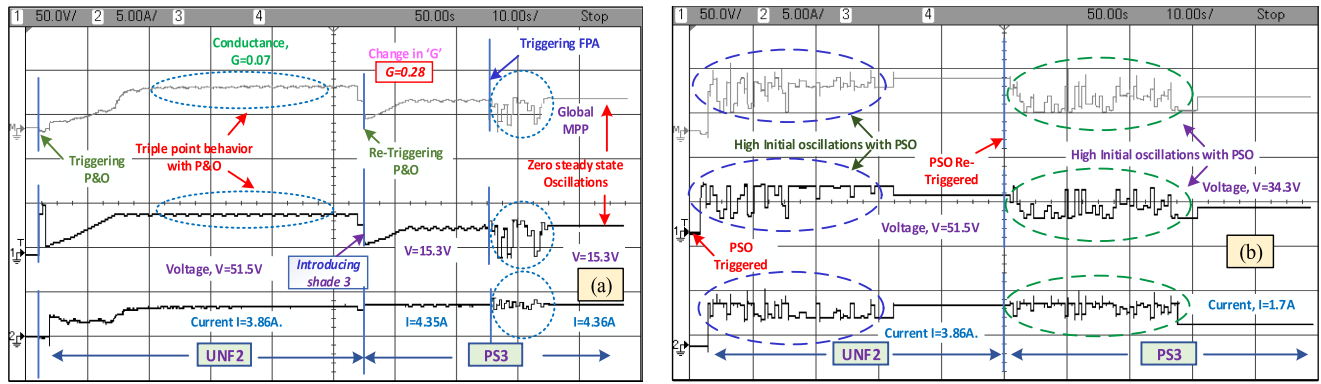 1 50.0V/ 2 5.00A/ 3 4 50.00s 10.00s/ Stop
Conductance,
G=0.07
Change in ‘G’
G=0.28
Triggering FPA
M
Triggering
P&O
Triple point behavior
with P&O
Re-Triggering
P&O
Global
MPP
Zero steady state
Oscillations
T
1
Voltage, V=51.5V
Introducing
shade 3
V=15.3V
V=15.3V
(a)
2
Current I=3.86A.
I=4.35A
I=4.36A
UNF2
PS3
1 50.0V/ 2 5.00A/ 3 4 50.00s 10.00s/ Stop
M
High Initial oscillations with PSO
PSO Re-
Triggered
High Initial oscillations with PSO
Voltage, V=34.3V
T
1
PSO
Triggered
Voltage, V=51.5V
(b)
Current I=3.86A.
Current, I=1.7A
2
UNF2
PS3